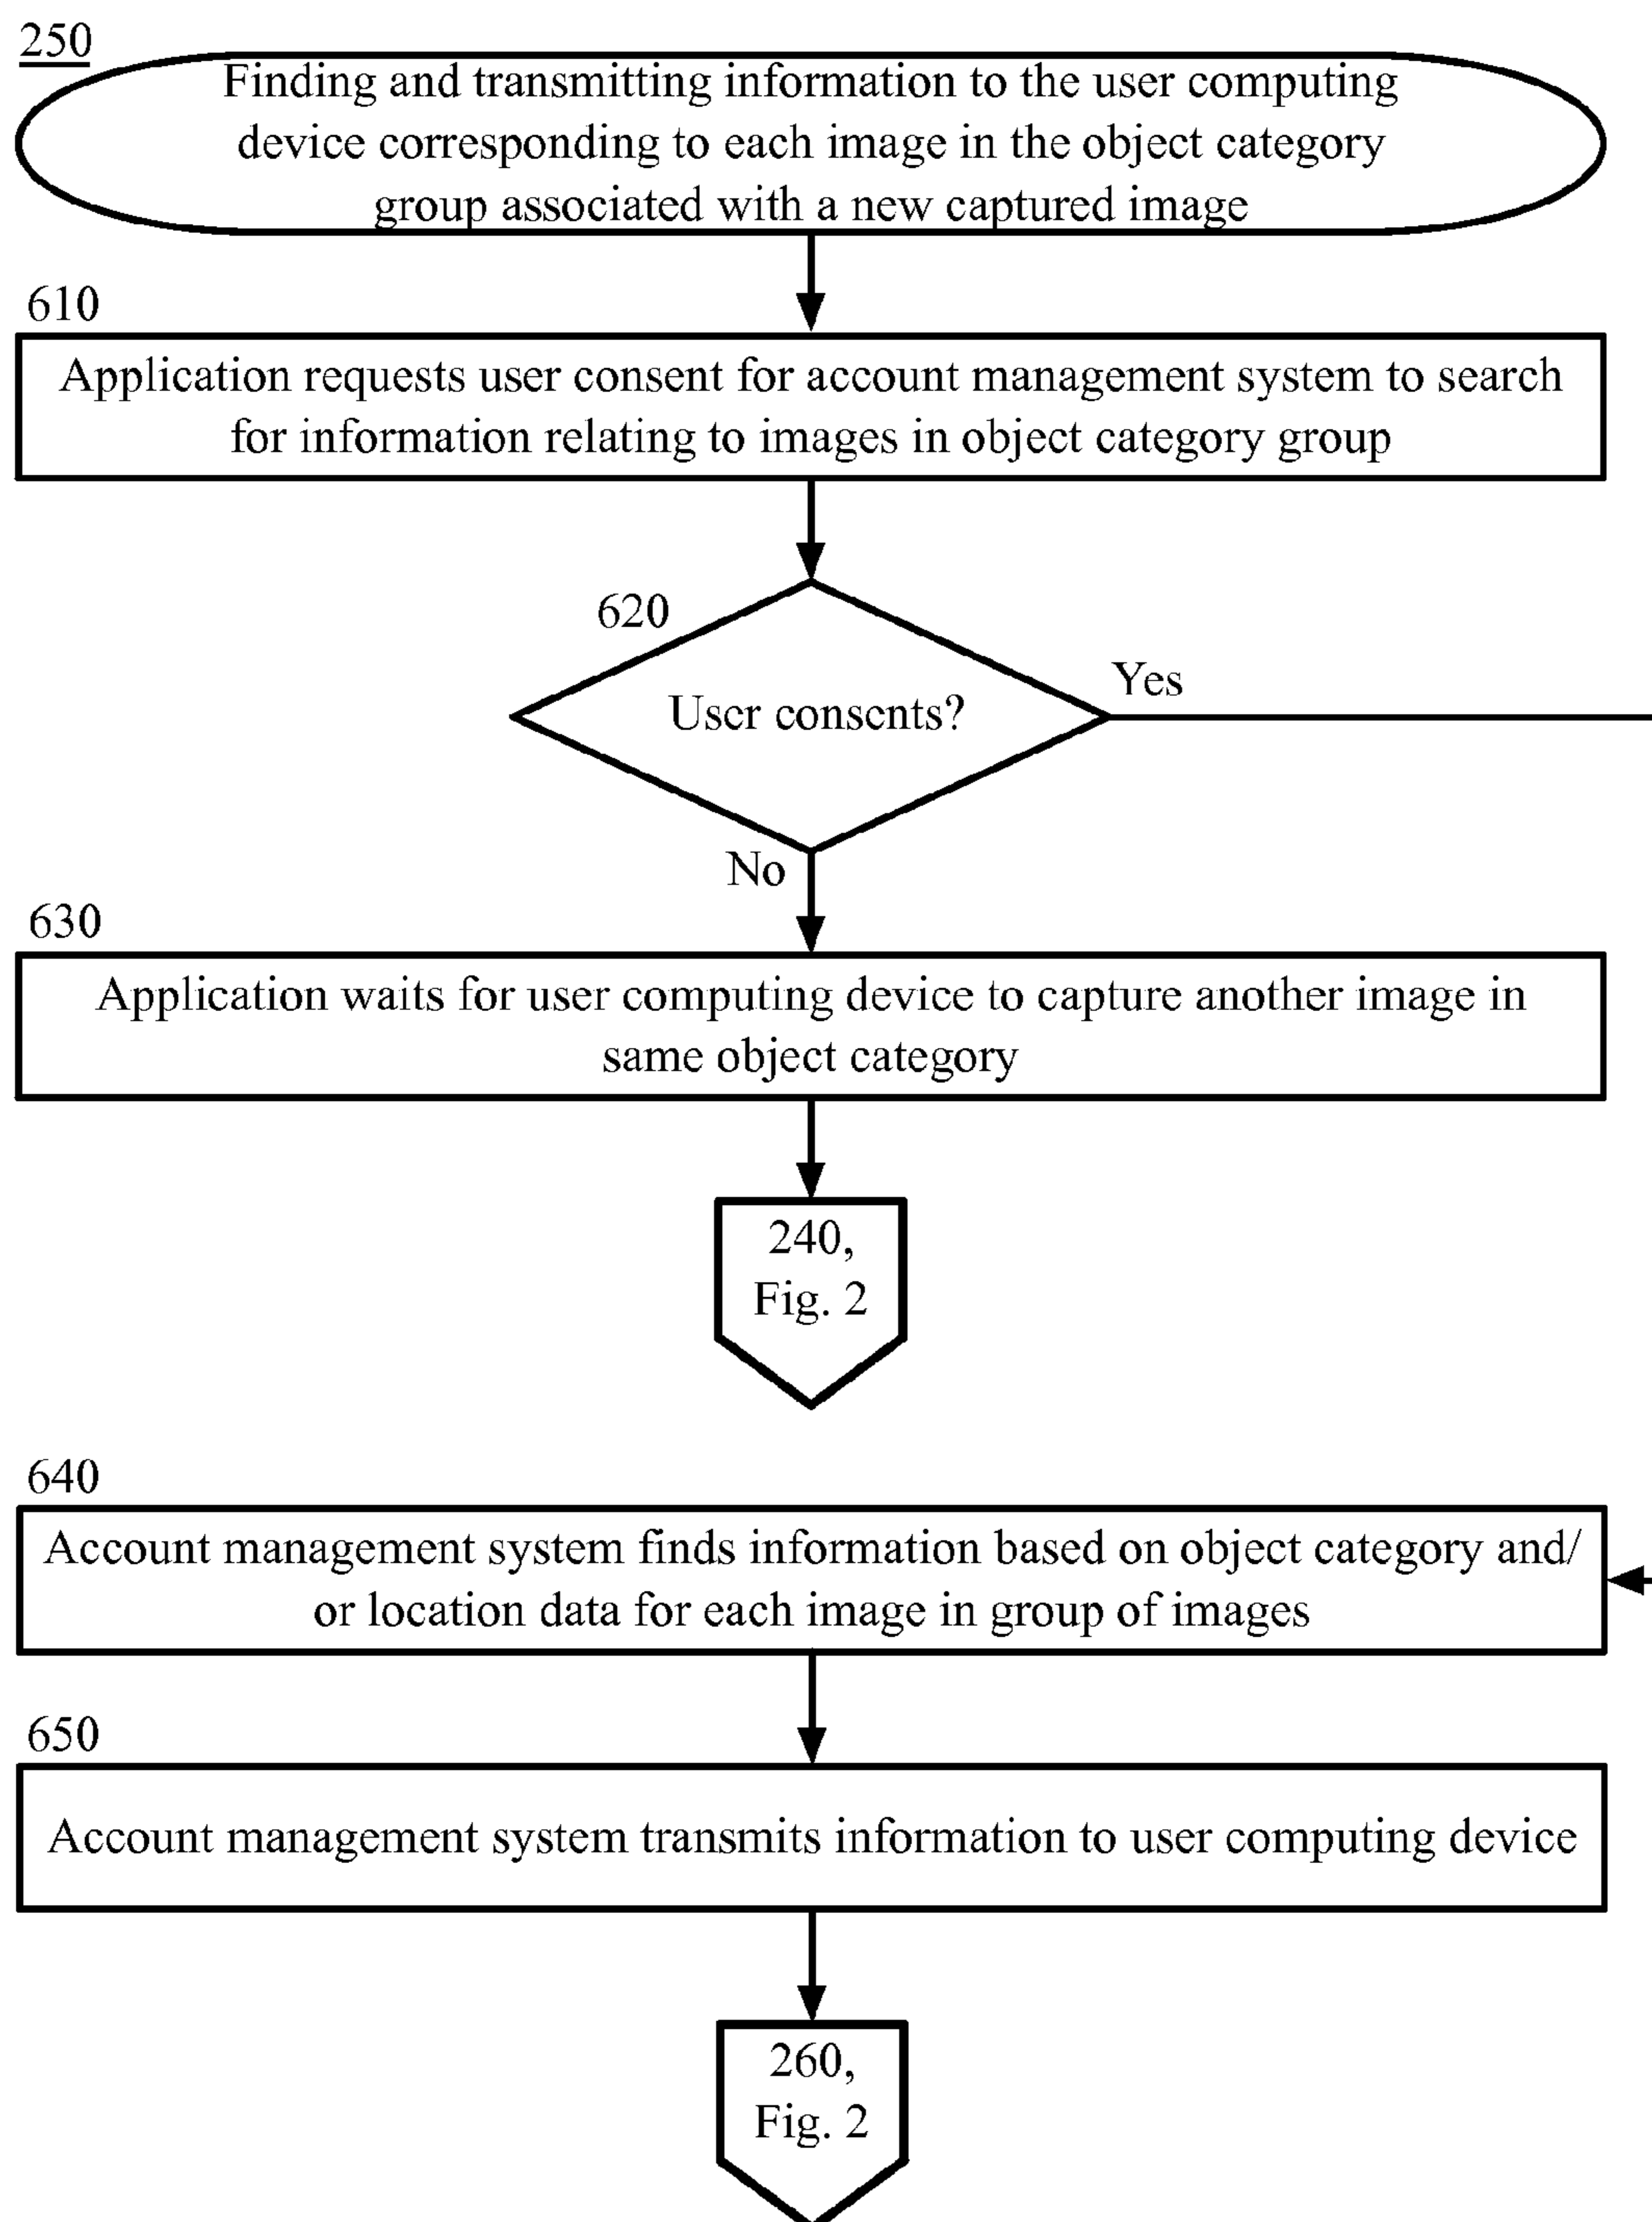 250
Finding and transmitting information to the user computing
device corresponding to each image in the object category
group associated with a new captured image
610
Application requests user consent for account management system to search
for information relating to images in object category group
620
User consents?
Yes
No
630
Application waits for user computing device to capture another image in
same object category
240,
Fig. 2
640
Account management system finds information based on object category and/
or location data for each image in group of images
650
Account management system transmits information to user computing device
260,
Fig. 2